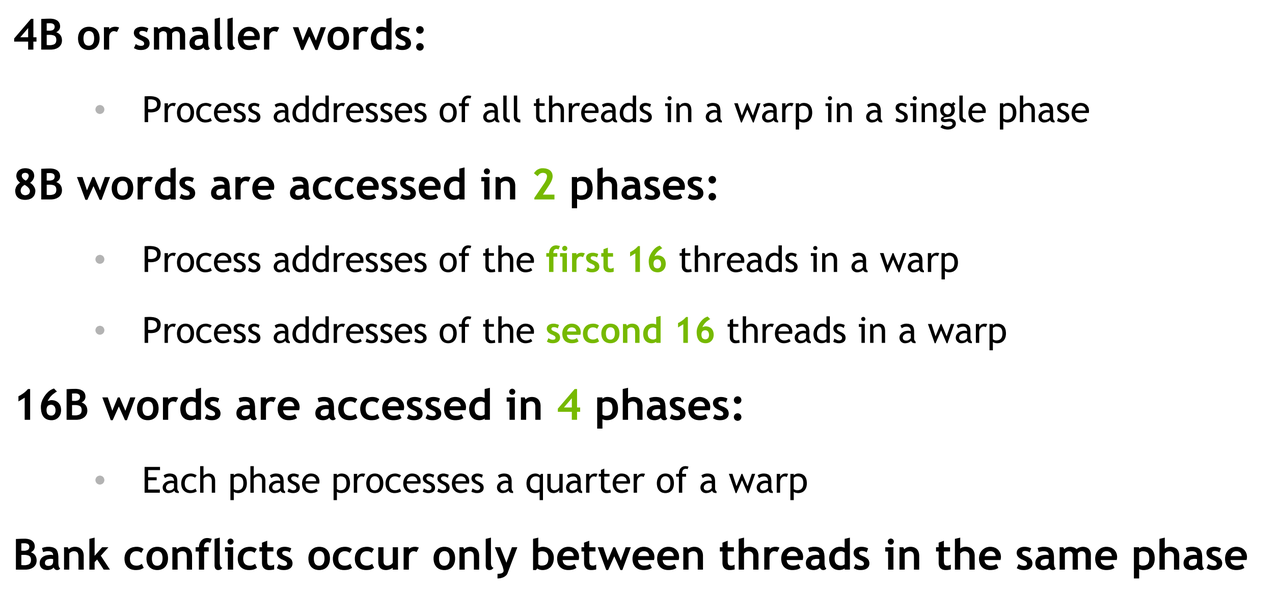 4B or smaller words:
• Process addresses of all threads in a warp in a single phase
8B words are accessed in 2 phases:
• Process addresses of the first 16 threads in a warp
• Process addresses of the second 16 threads in a warp
16B words are accessed in 4 phases:
• Each phase processes a quarter of a warp
Bank conflicts occur only between threads in the same phase